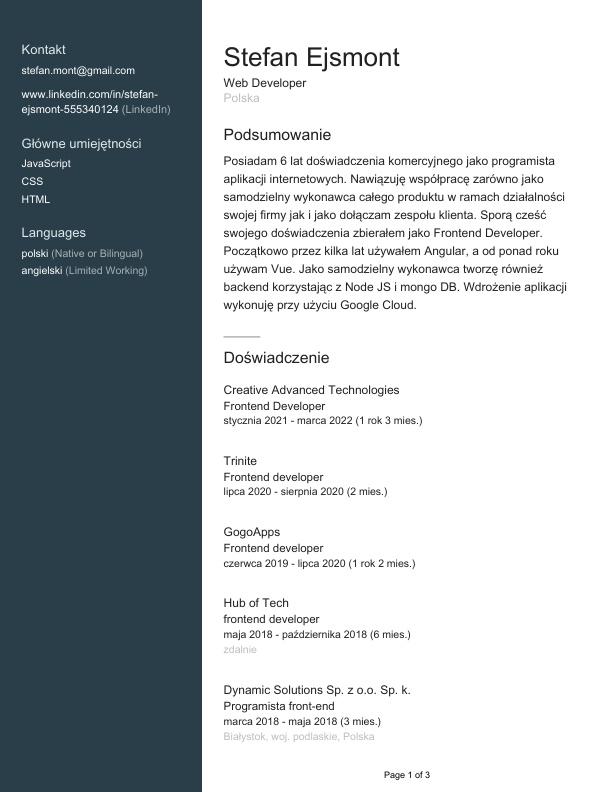 Kontakt
stefan.mont@gmail.com
www.linkedin.com/in/stefan-
ejsmont-555340124 (LinkedIn)
Główne umiejętności
JavaScript
CSS
HTML
Languages
polski (Native or Bilingual)
angielski (Limited Working)
Stefan Ejsmont
Web Developer
Polska
Podsumowanie
Posiadam 6 lat doświadczenia komercyjnego jako programista
aplikacji internetowych. Nawiązuję współpracę zarówno jako
samodzielny wykonawca całego produktu w ramach działalności
swojej firmy jak i jako dołączam zespołu klienta. Sporą cześć
swojego doświadczenia zbierałem jako Frontend Developer.
Początkowo przez kilka lat używałem Angular, a od ponad roku
używam Vue. Jako samodzielny wykonawca tworzę również
backend korzystając z Node JS i mongo DB. Wdrożenie aplikacji
wykonuję przy użyciu Google Cloud.
Doświadczenie
Creative Advanced Technologies
Frontend Developer
stycznia 2021 - marca 2022 (1 rok 3 mies.)
Trinite
Frontend developer
lipca 2020 - sierpnia 2020 (2 mies.)
GogoApps
Frontend developer
czerwca 2019 - lipca 2020 (1 rok 2 mies.)
Hub of Tech
frontend developer
maja 2018 - października 2018 (6 mies.)
zdalnie
Dynamic Solutions Sp. z o.o. Sp. k.
Programista front-end
marca 2018 - maja 2018 (3 mies.)
Białystok, woj. podlaskie, Polska
Page 1 of 3